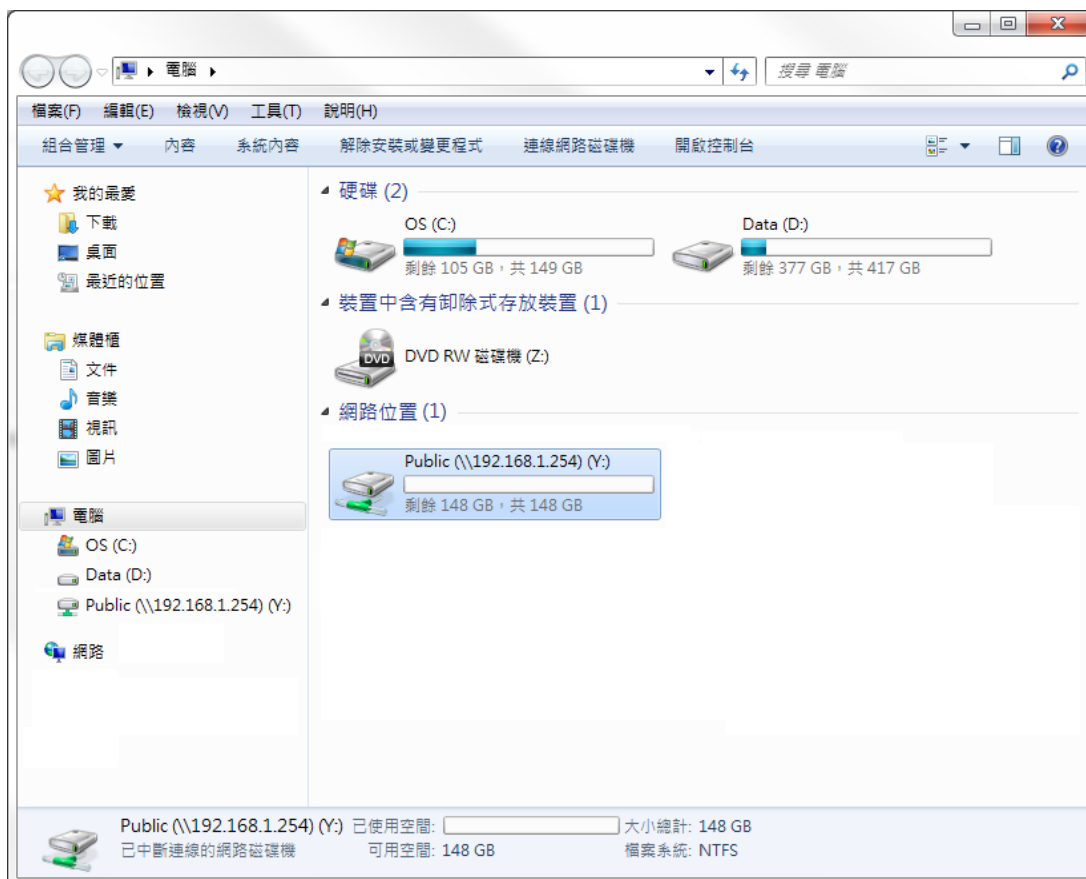 電腦
搜尋 電腦
檔案(F) 編輯(E) 檢視(V) 工具(T) 說明(H)
組合管理 內容 系統內容 解除安裝或變更程式 連線網路磁碟機 開啟控制台
我的最愛
下載
桌面
最近的位置
媒體櫃
文件
音樂
視訊
圖片
電腦
OS (C:)
Data (D:)
Public (\\192.168.1.254) (Y:)
網路
硬碟 (2)
OS (C:)
剩餘 105 GB，共 149 GB
Data (D:)
剩餘 377 GB，共 417 GB
裝置中含有卸除式存放裝置 (1)
DVD
DVD RW 磁碟機 (Z:)
網路位置 (1)
Public (\\192.168.1.254) (Y:)
剩餘 148 GB，共 148 GB
Public (\\192.168.1.254) (Y:) 已使用空間: 大小總計: 148 GB
已中斷連線的網路磁碟機 可用空間: 148 GB 檔案系統: NTFS